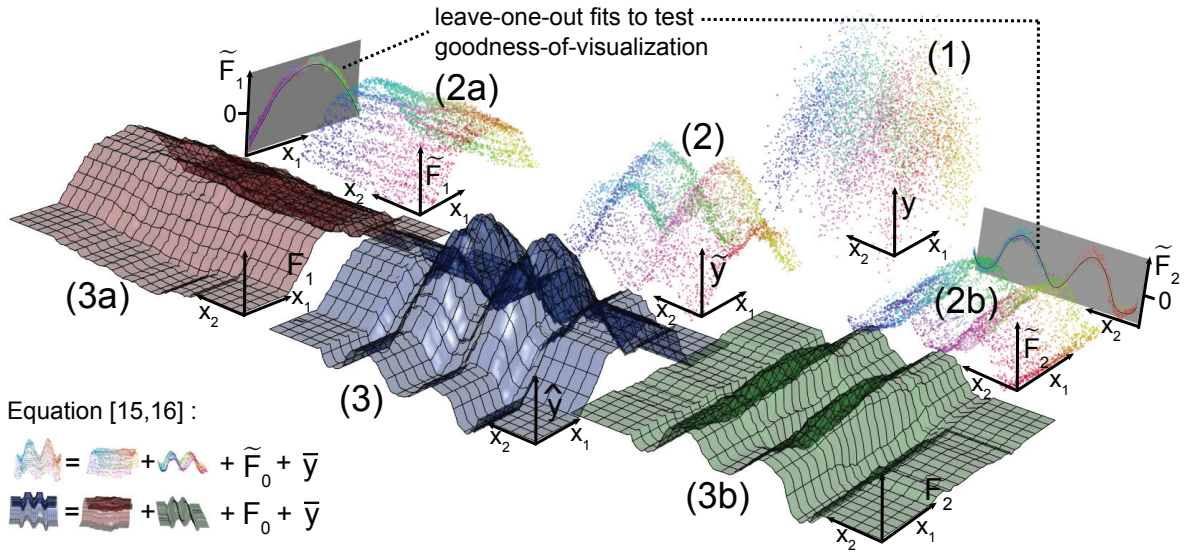 leave-one-out fits to test
goodness-of-visualization
F̃₁
0
x₁
(2a)
x₂
F̃₁
x₁
(1)
y
x₂
x₁
(2)
ỹ
x₂
x₁
F̃₂
0
x₂
(2b)
x₂
F̃₂
x₁
(3a)
F₁
x₂
x₁
(3)
ŷ
x₂
x₁
(3b)
F₂
x₂
x₁
Equation [15,16] :
= + + F̃₀ + ȳ
= + + F₀ + ȳ